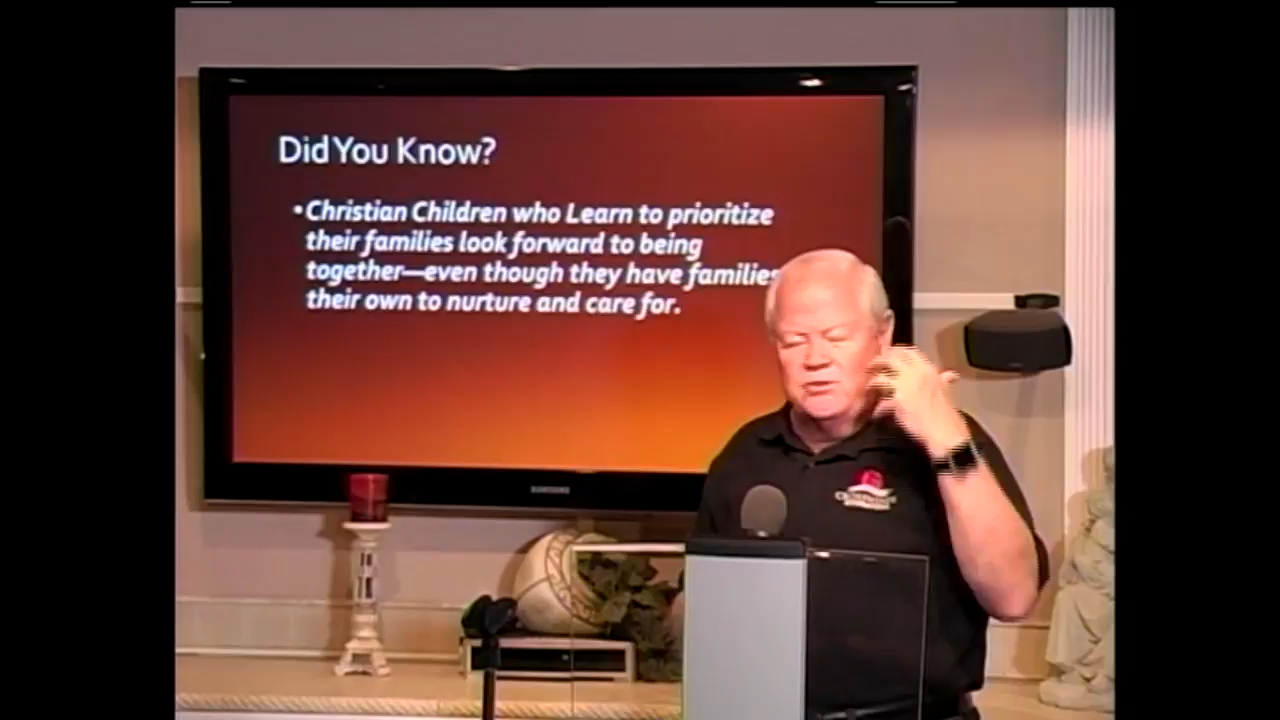 Did You Know?
• Christian Children who Learn to prioritize
their families look forward to being
together—even though they have families
their own to nurture and care for.
SAMSUNG